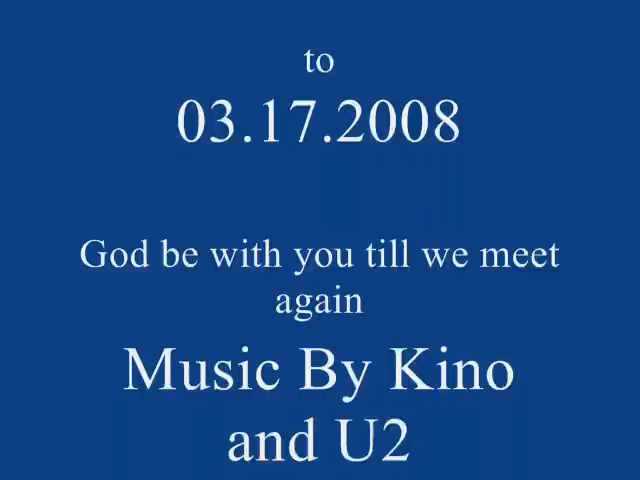 to
03.17.2008
God be with you till we meet
again
Music By Kino
and U2